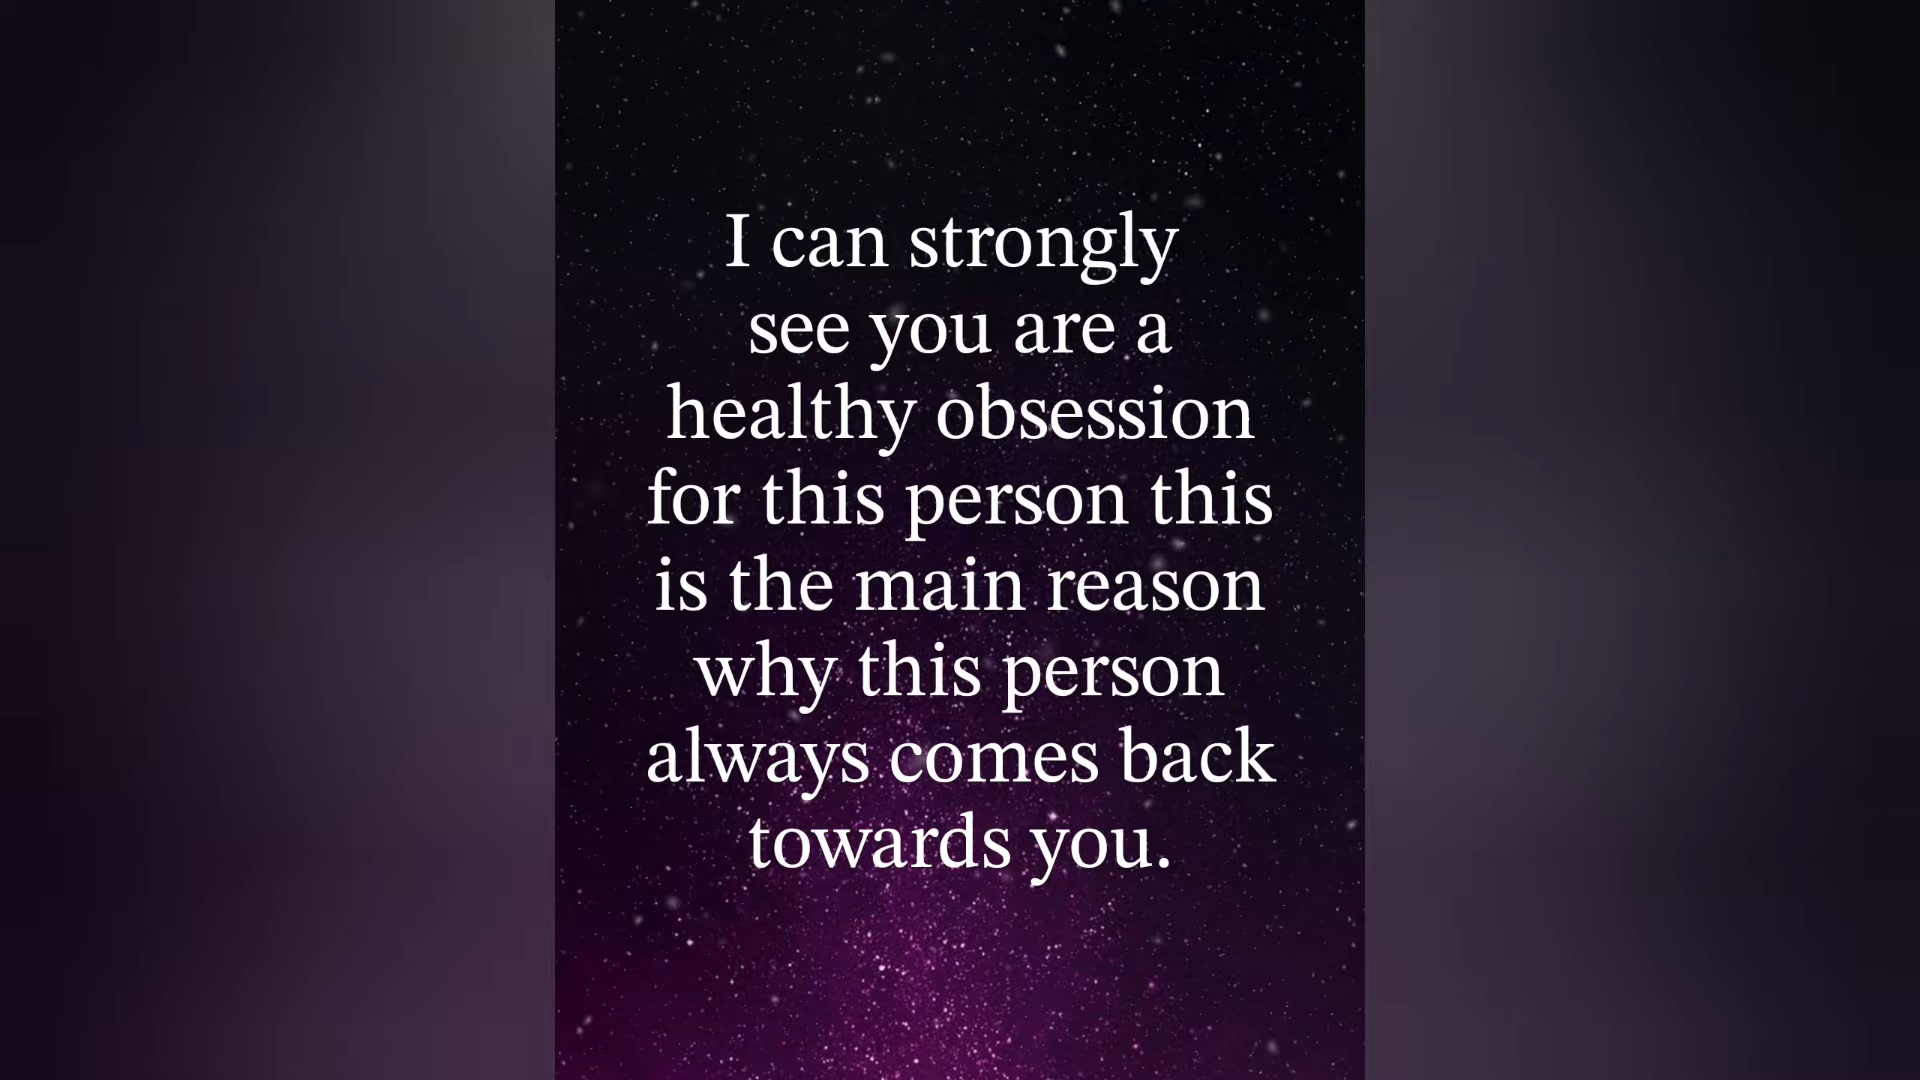 I can strongly
see you are a
healthy obsession
for this person this
is the main reason
why this person
always comes back
towards you.